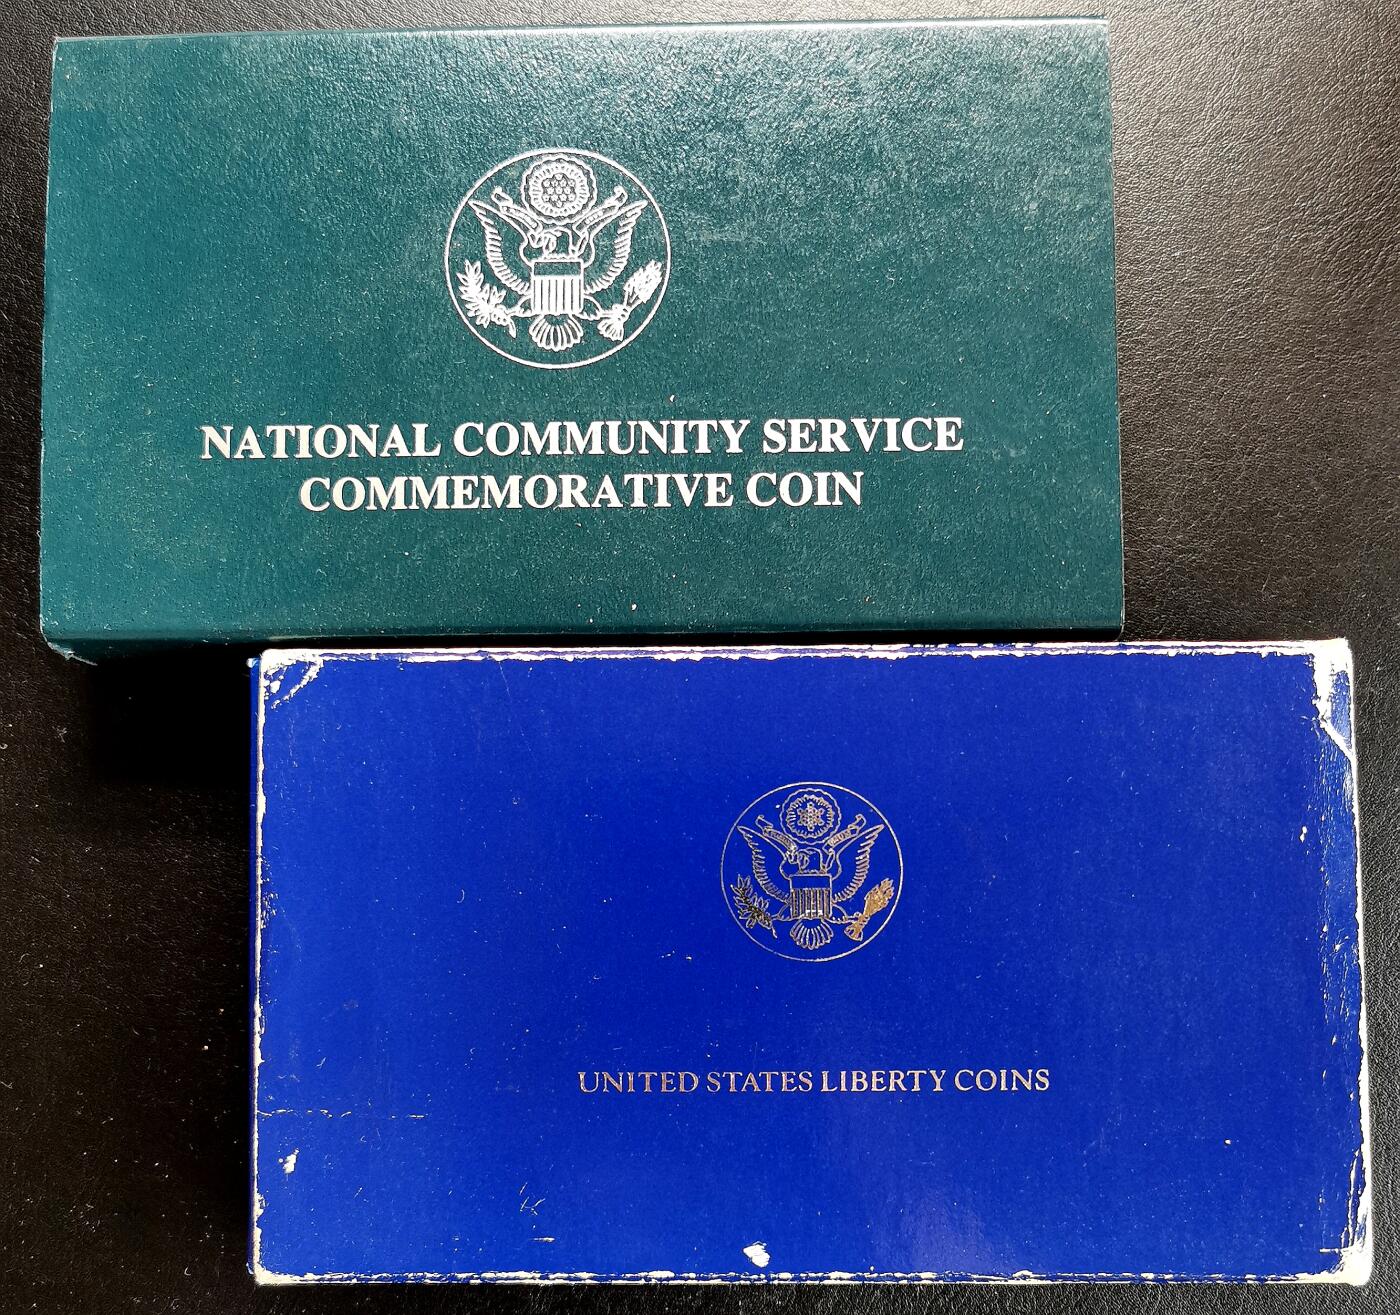 NATIONAL COMMUNITY SERVICE
COMMEMORATIVE COIN
UNITED STATES LIBERTY COINS